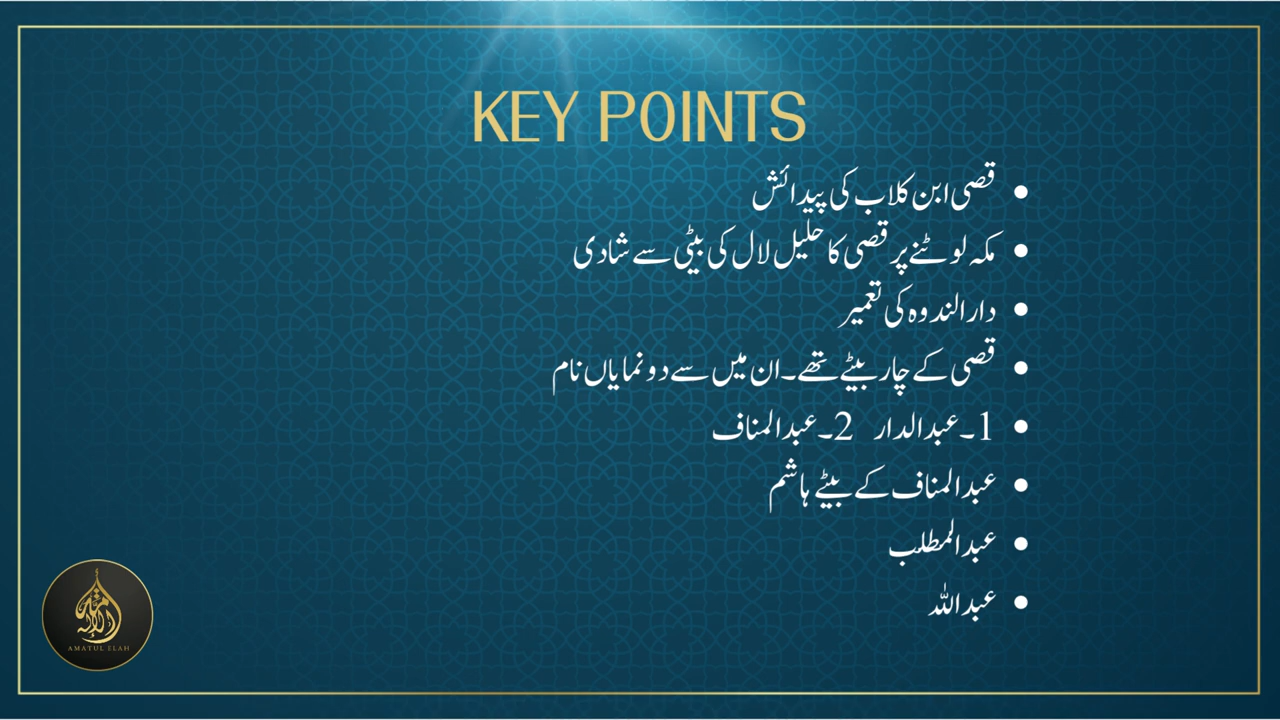 KEY POINTS
قصی ابن کلاب کی پیدائش
مکہ لوٹنے پر قصی کا حلیل لال کی بیٹی سے شادی
دارالندوہ کی تعمیر
قصی کے چار بیٹے تھے۔ان میں سے دو نمایاں نام
1۔عبدالدار 2۔عبدالمناف
عبدالمناف کے بیٹے ہاشم
عبدالمطلب
عبداللہ
AMATUL ELAH